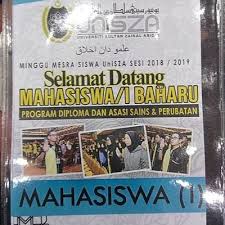 UniSZA
UNIVERSITI SULTAN ZAINAL ABIDIN
علمو دان اخلاق
MINGGU MESRA SISWA UniSZA SESI 2018 / 2019
Selamat Datang
MAHASISWA/I BAHARU
PROGRAM DIPLOMA DAN ASASI SAINS & PERUBATAN
MAHASISWA (I)